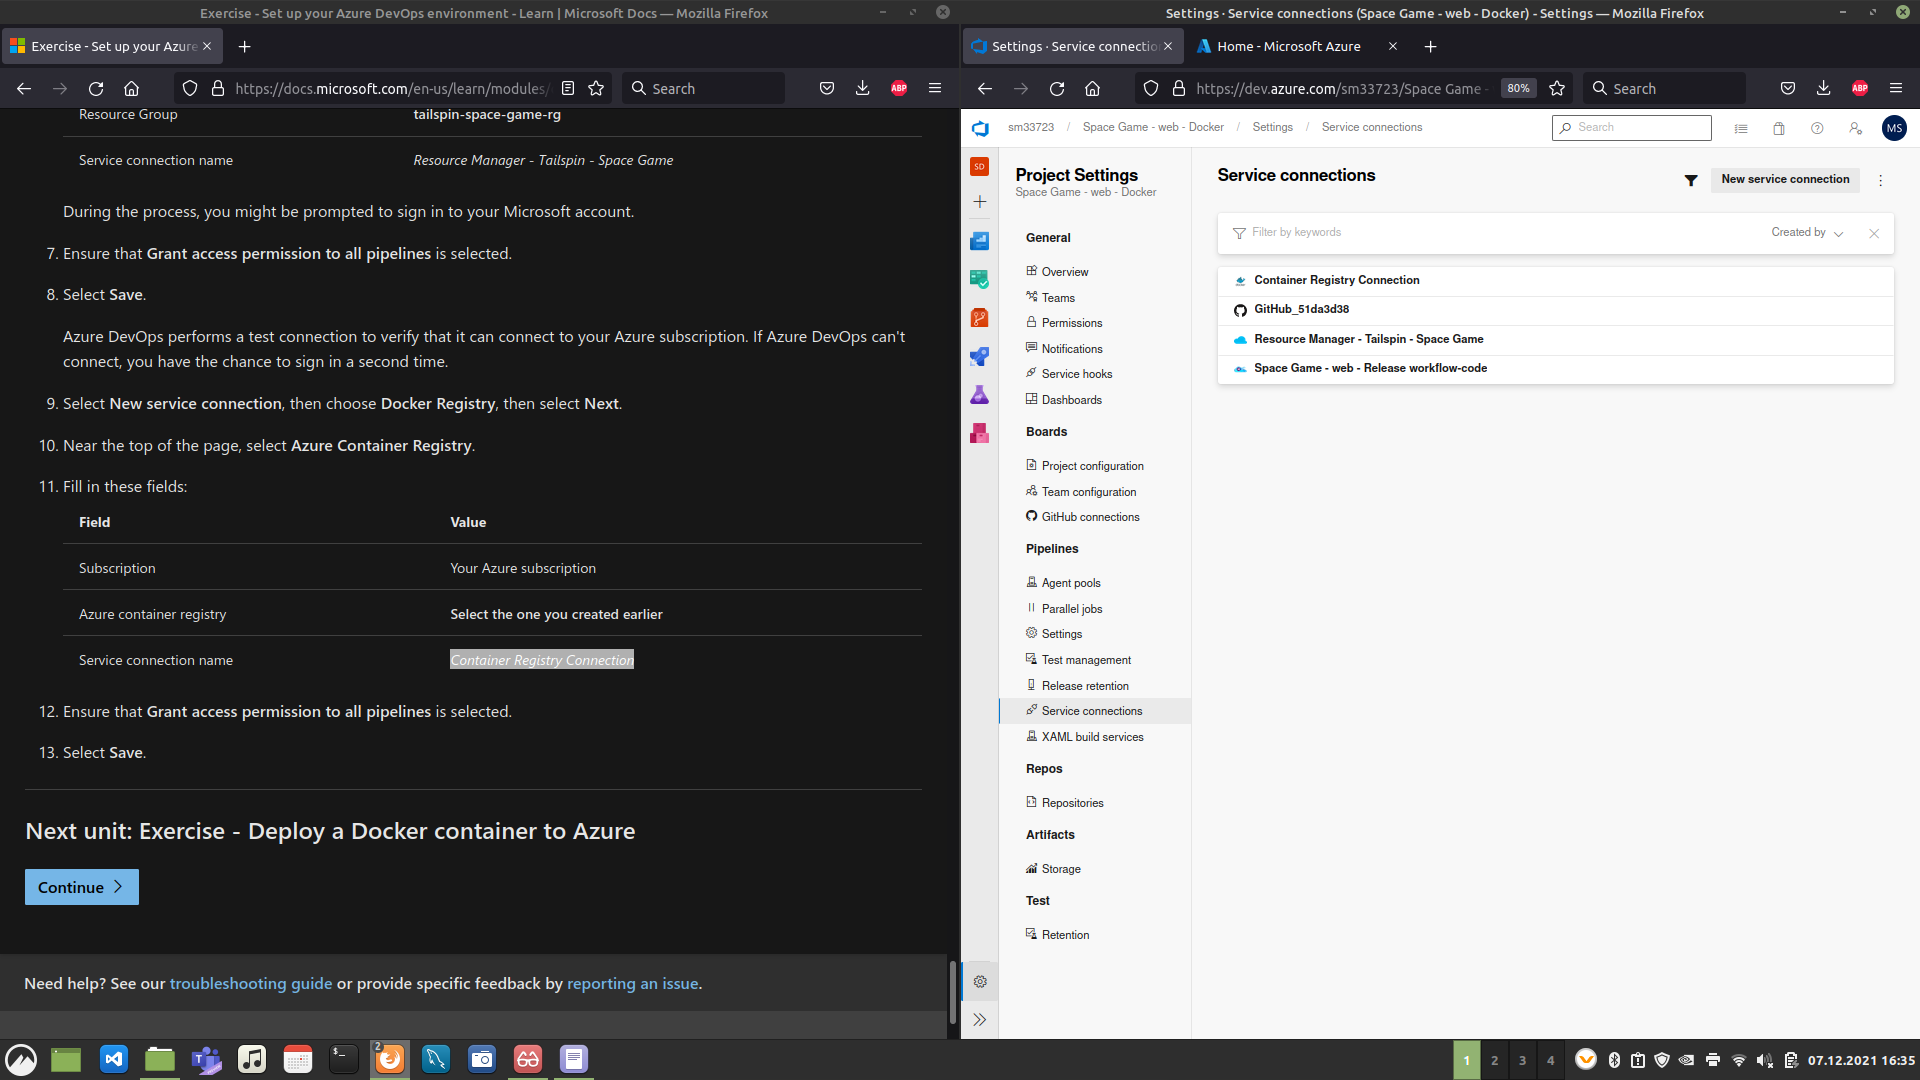 Exercise - Set up your Azure DevOps environment - Learn | Microsoft Docs — Mozilla Firefox
Exercise - Set up your Azure
https://docs.microsoft.com/en-us/learn/modules/
Search
ABP
Resource Group tailspin-space-game-rg
Service connection name Resource Manager - Tailspin - Space Game
During the process, you might be prompted to sign in to your Microsoft account.
7. Ensure that Grant access permission to all pipelines is selected.
8. Select Save.
Azure DevOps performs a test connection to verify that it can connect to your Azure subscription. If Azure DevOps can't
connect, you have the chance to sign in a second time.
9. Select New service connection, then choose Docker Registry, then select Next.
10. Near the top of the page, select Azure Container Registry.
11. Fill in these fields:
Field Value
Subscription Your Azure subscription
Azure container registry Select the one you created earlier
Service connection name Container Registry Connection
12. Ensure that Grant access permission to all pipelines is selected.
13. Select Save.
Next unit: Exercise - Deploy a Docker container to Azure
Continue
Need help? See our troubleshooting guide or provide specific feedback by reporting an issue.
Settings · Service connections (Space Game - web - Docker) - Settings — Mozilla Firefox
Settings · Service connectio
Home - Microsoft Azure
https://dev.azure.com/sm33723/Space Game -
80%
Search
ABP
sm33723 / Space Game - web - Docker / Settings / Service connections
Search
MS
SD
Project Settings
Space Game - web - Docker
General
Overview
Teams
Permissions
Notifications
Service hooks
Dashboards
Boards
Project configuration
Team configuration
GitHub connections
Pipelines
Agent pools
Parallel jobs
Settings
Test management
Release retention
Service connections
XAML build services
Repos
Repositories
Artifacts
Storage
Test
Retention
Service connections
New service connection
Filter by keywords
Created by
Container Registry Connection
GitHub_51da3d38
Resource Manager - Tailspin - Space Game
Space Game - web - Release workflow-code
2
1 2 3 4
07.12.2021 16:35